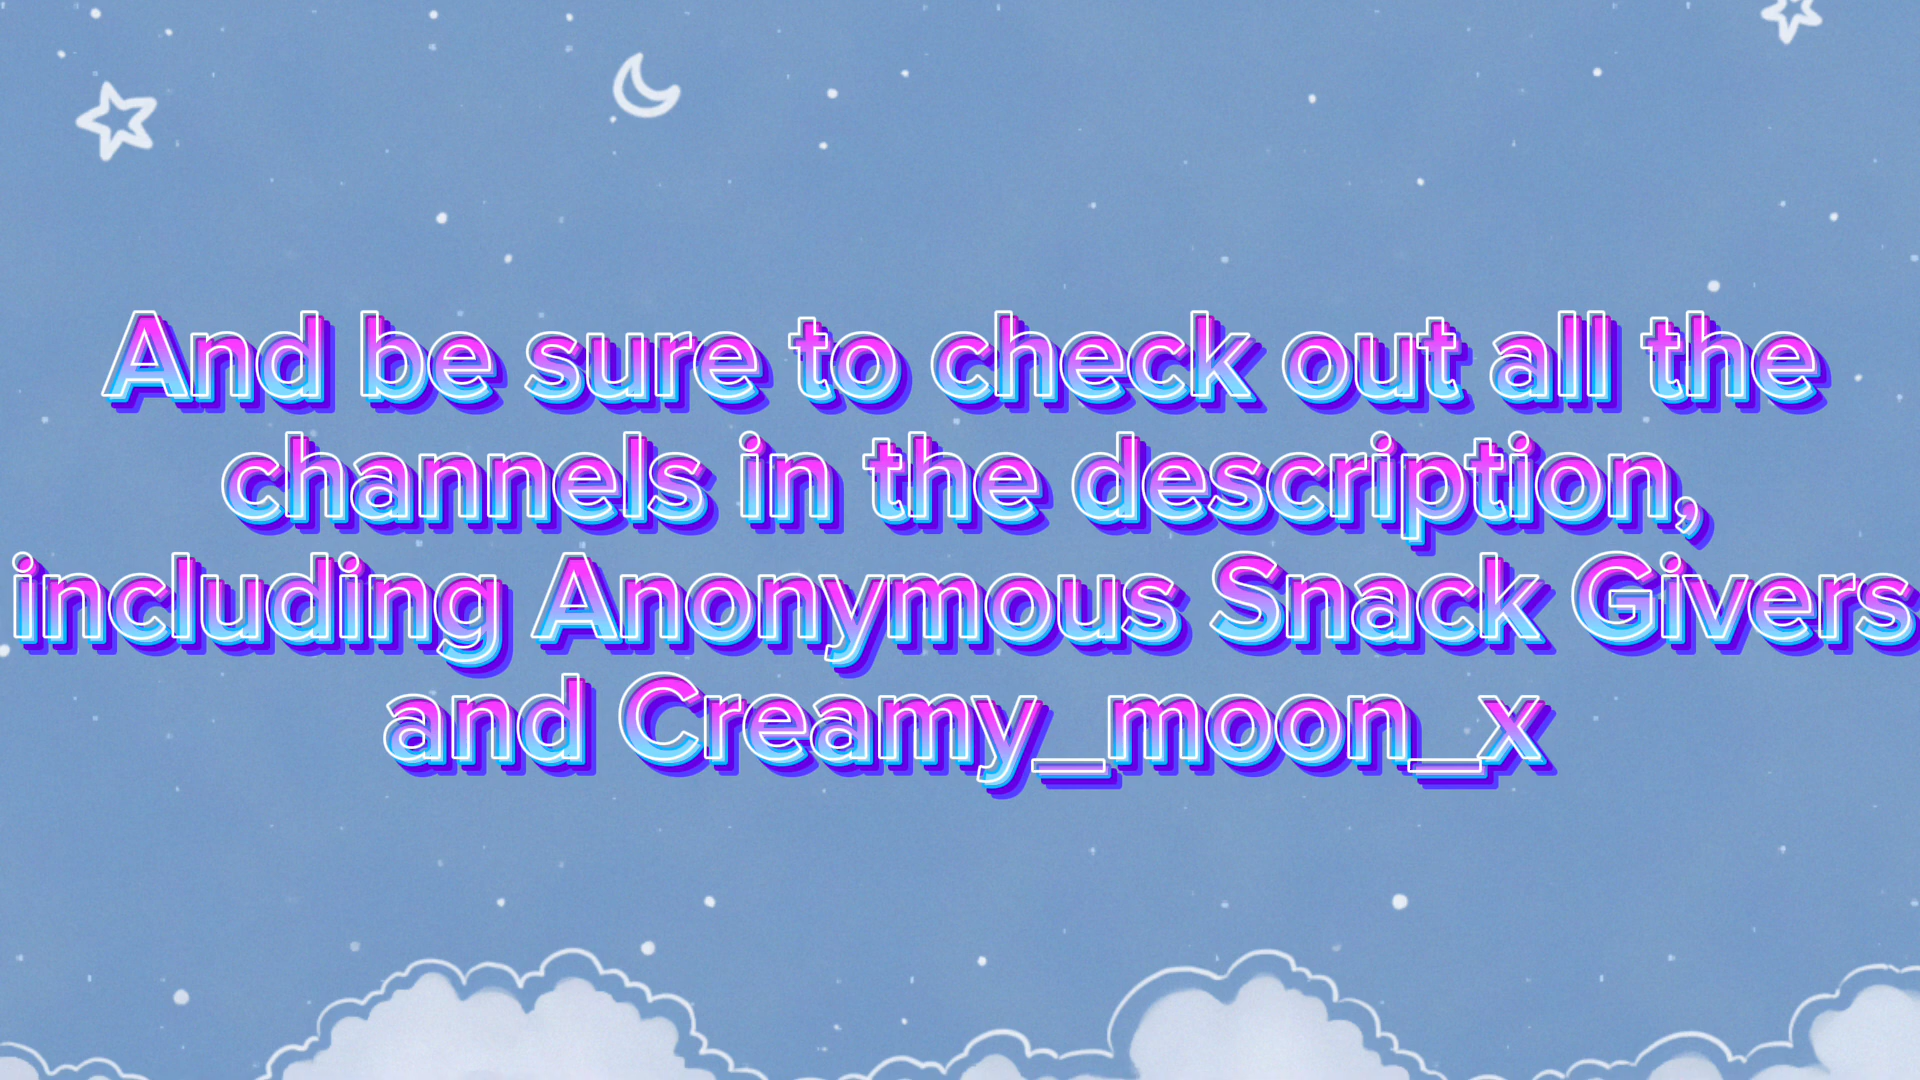 And be sure to check out all the
channels in the description,
including Anonymous Snack Givers
and Creamy_moon_x